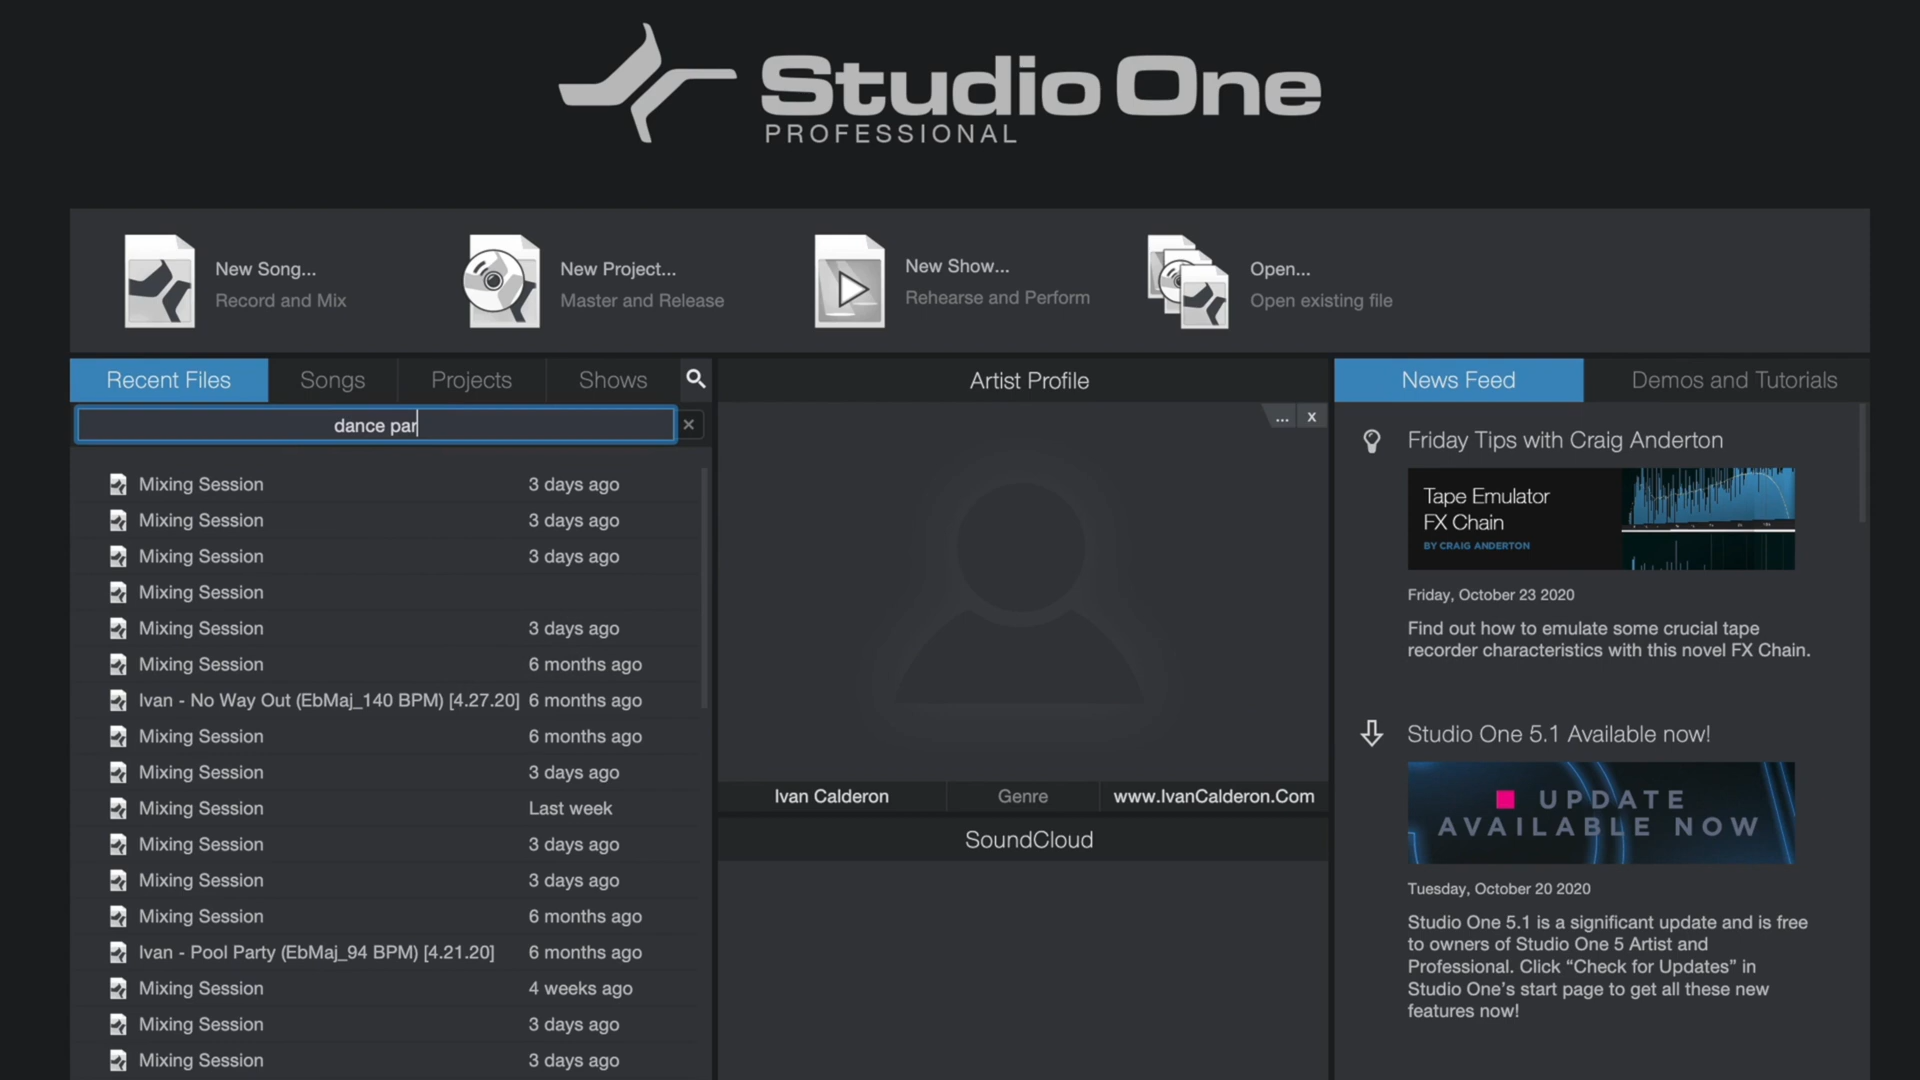 Studio One
PROFESSIONAL
New Song...
Record and Mix
New Project...
Master and Release
New Show...
Rehearse and Perform
Open...
Open existing file
Recent Files
Songs
Projects
Shows
dance par
Mixing Session 3 days ago
Mixing Session 3 days ago
Mixing Session 3 days ago
Mixing Session
Mixing Session 3 days ago
Mixing Session 6 months ago
Ivan - No Way Out (EbMaj_140 BPM) [4.27.20] 6 months ago
Mixing Session 6 months ago
Mixing Session 3 days ago
Mixing Session Last week
Mixing Session 3 days ago
Mixing Session 3 days ago
Mixing Session 6 months ago
Ivan - Pool Party (EbMaj_94 BPM) [4.21.20] 6 months ago
Mixing Session 4 weeks ago
Mixing Session 3 days ago
Mixing Session 3 days ago
Artist Profile
... x
Ivan Calderon
Genre
www.IvanCalderon.Com
SoundCloud
News Feed
Demos and Tutorials
Friday Tips with Craig Anderton
Tape Emulator
FX Chain
BY CRAIG ANDERTON
Friday, October 23 2020
Find out how to emulate some crucial tape
recorder characteristics with this novel FX Chain.
Studio One 5.1 Available now!
UPDATE
AVAILABLE NOW
Tuesday, October 20 2020
Studio One 5.1 is a significant update and is free
to owners of Studio One 5 Artist and
Professional. Click “Check for Updates” in
Studio One’s start page to get all these new
features now!